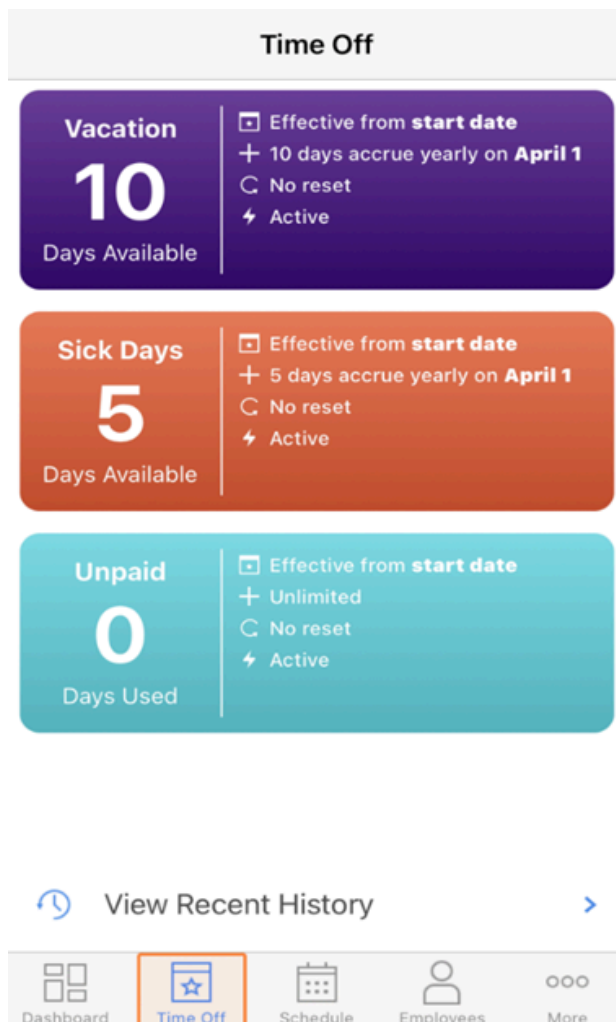 Time Off
Vacation
10
Days Available
Effective from start date
10 days accrue yearly on April 1
No reset
Active
Sick Days
5
Days Available
Effective from start date
5 days accrue yearly on April 1
No reset
Active
Unpaid
0
Days Used
Effective from start date
Unlimited
No reset
Active
View Recent History
Dashboard
Time Off
Schedule
Employees
More